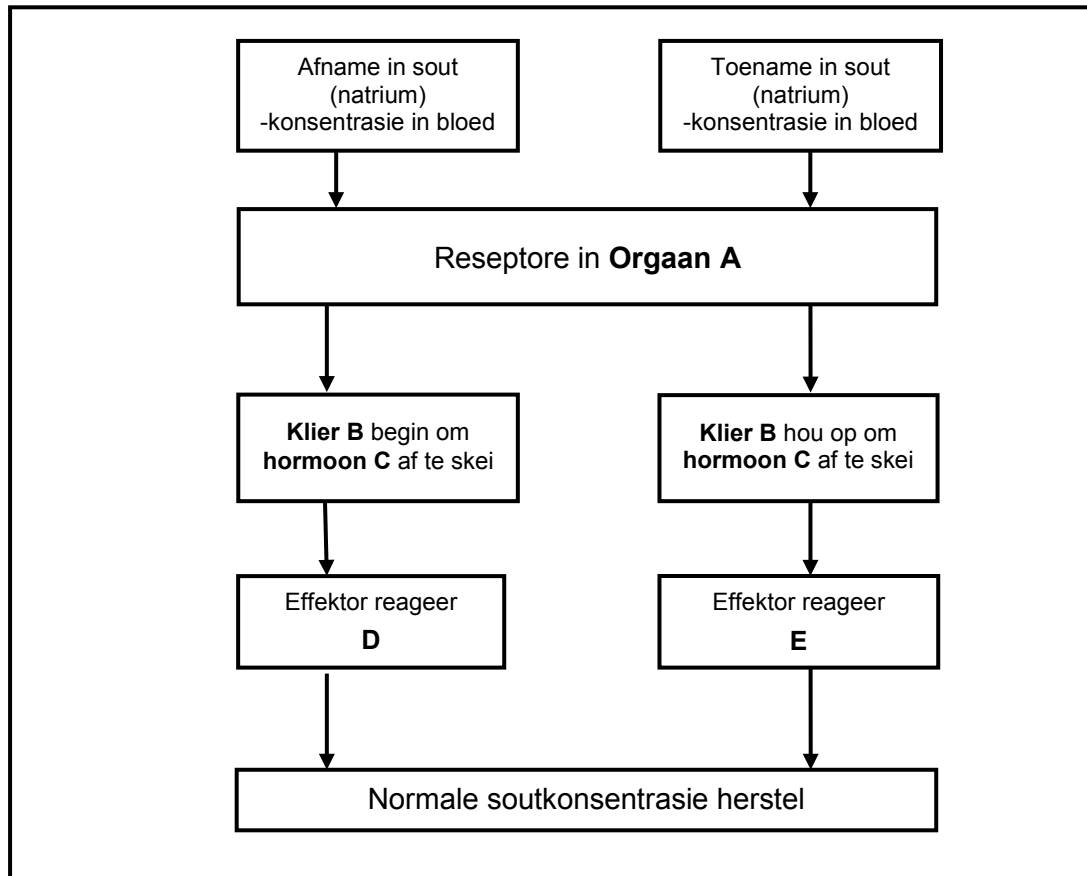 Afname in sout
(natrium)
-konsentrasie in bloed
Toename in sout
(natrium)
-konsentrasie in bloed
Reseptore in Orgaan A
Klier B begin om
hormoon C af te skei
Klier B hou op om
hormoon C af te skei
Effektor reageer
D
Effektor reageer
E
Normale soutkonsentrasie herstel